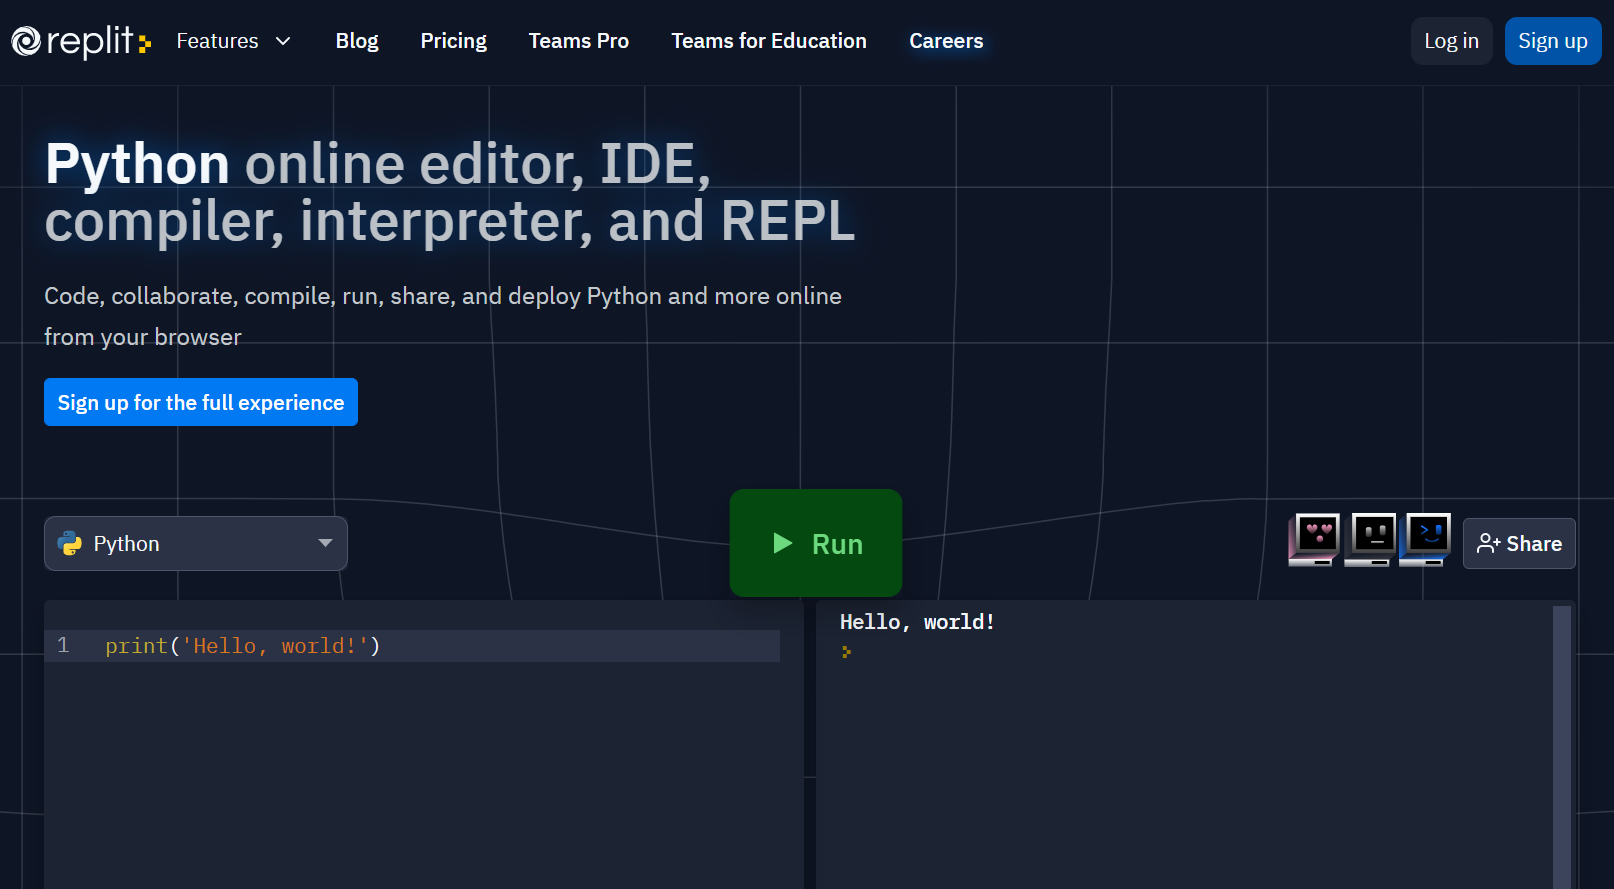 replit Features Blog Pricing Teams Pro Teams for Education Careers Log in Sign up
Python online editor, IDE,
compiler, interpreter, and REPL
Code, collaborate, compile, run, share, and deploy Python and more online
from your browser
Sign up for the full experience
Python Run Share
1 print('Hello, world!')
Hello, world!